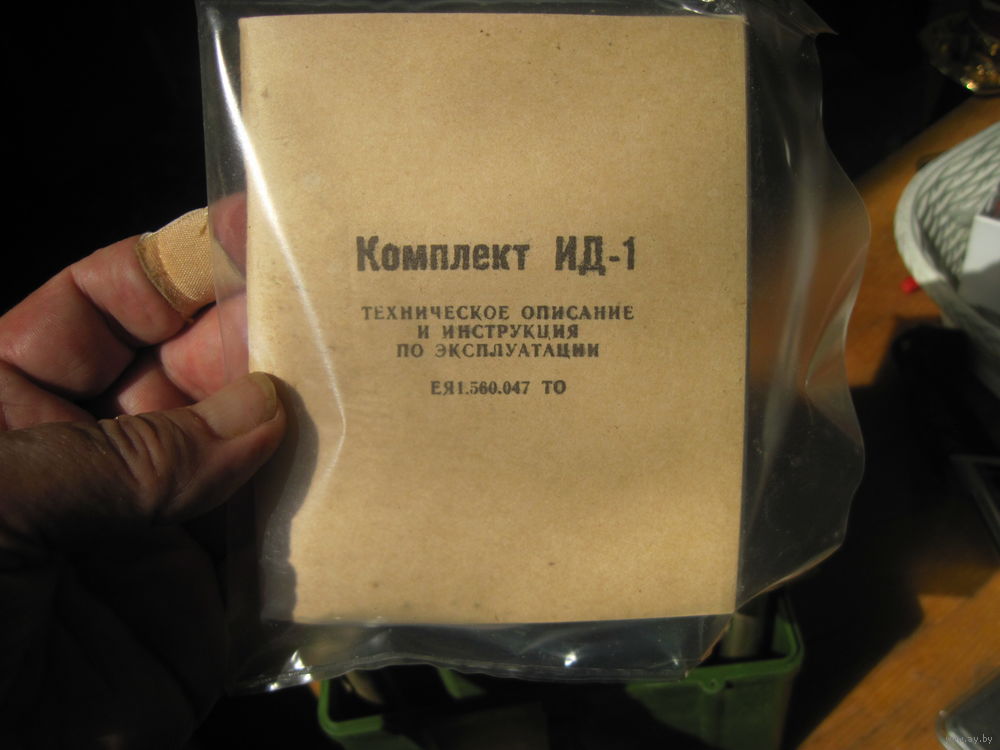 Комплект ИД-1
ТЕХНИЧЕСКОЕ ОПИСАНИЕ
И ИНСТРУКЦИЯ
ПО ЭКСПЛУАТАЦИИ
ЕЯ1.560.047 ТО